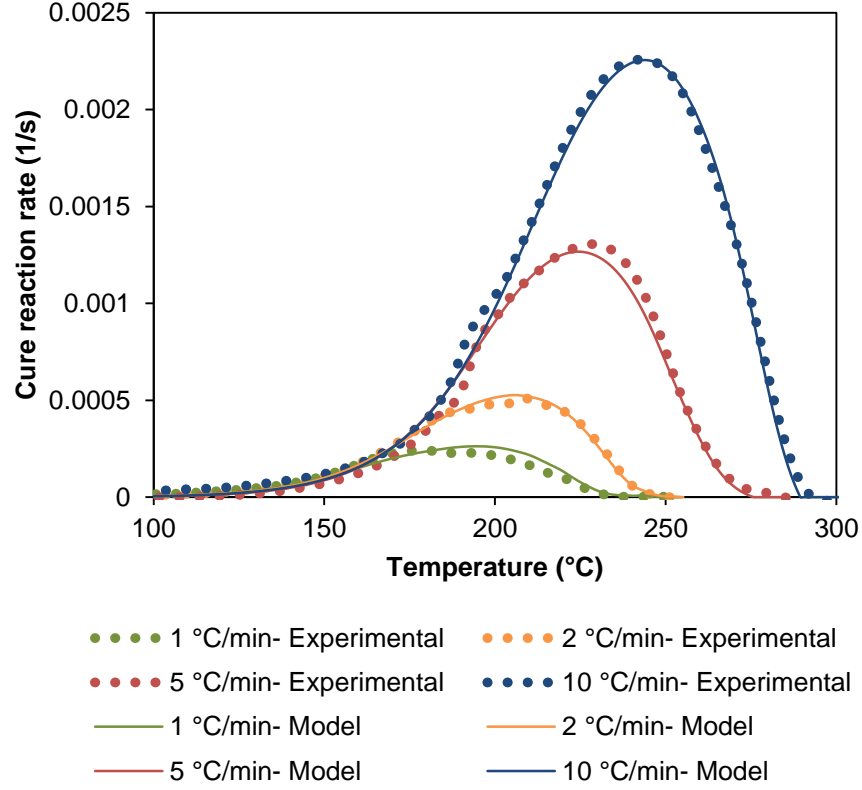 0.0025
0.002
0.0015
0.001
0.0005
0
Cure reaction rate (1/s)
100 150 200 250 300
Temperature (°C)
1 °C/min- Experimental 2 °C/min- Experimental
5 °C/min- Experimental 10 °C/min- Experimental
1 °C/min- Model 2 °C/min- Model
5 °C/min- Model 10 °C/min- Model